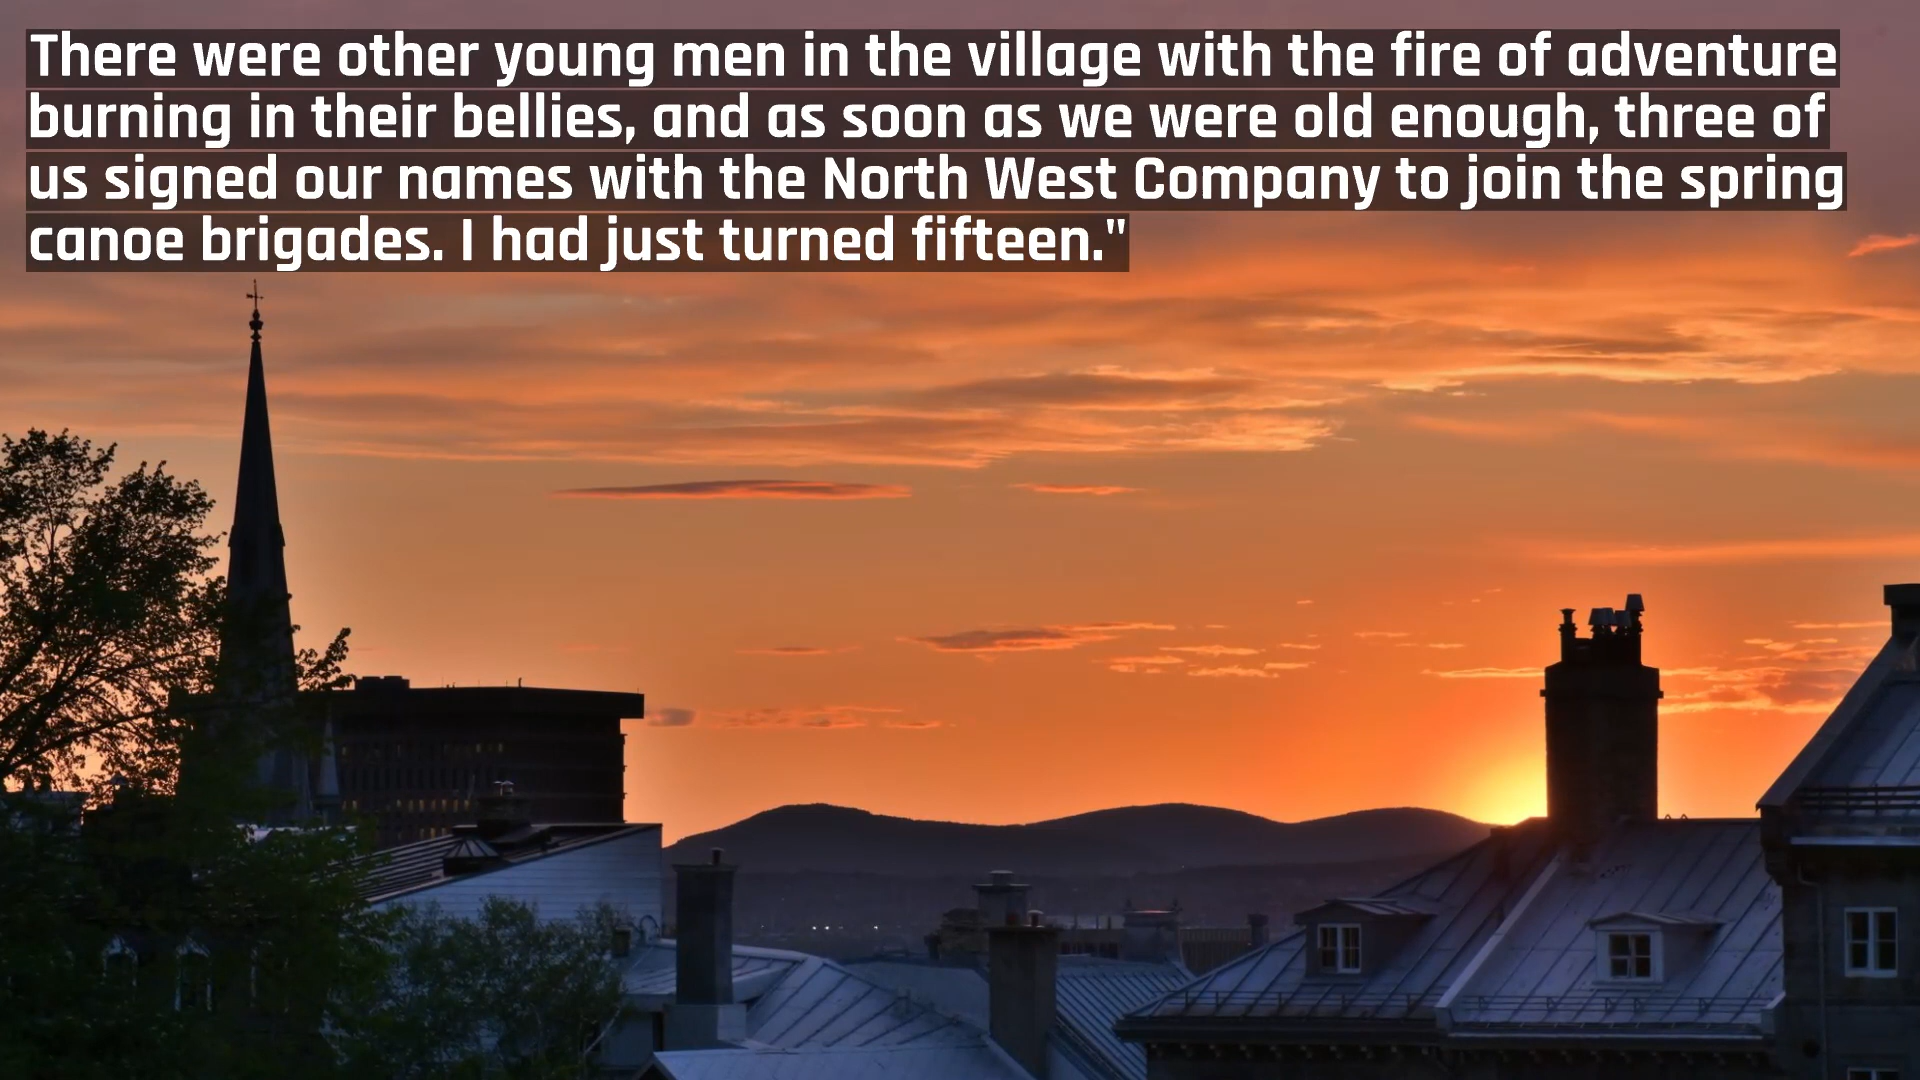 There were other young men in the village with the fire of adventure
burning in their bellies, and as soon as we were old enough, three of
us signed our names with the North West Company to join the spring
canoe brigades. I had just turned fifteen."